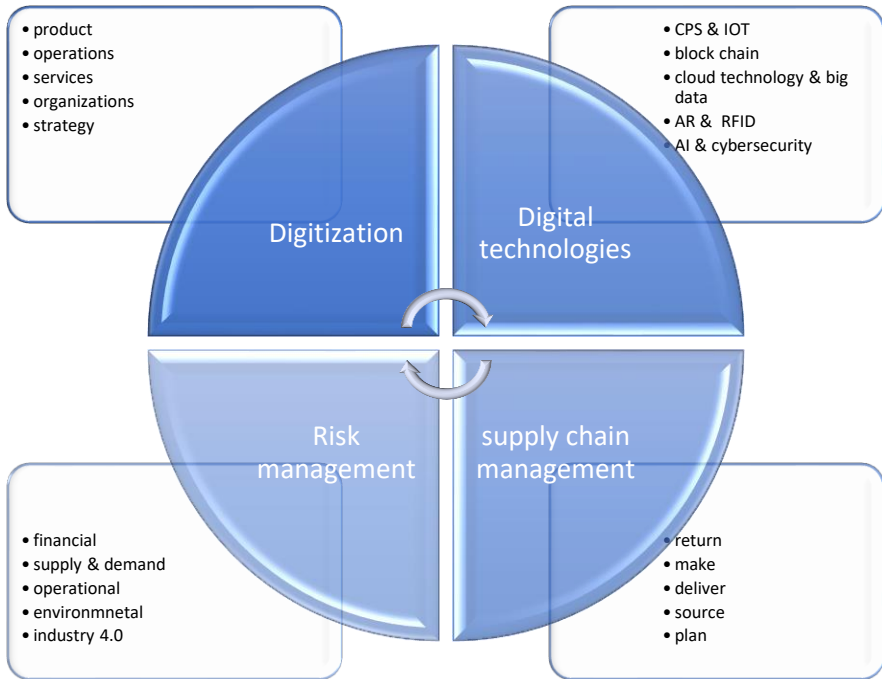 • product
• operations
• services
• organizations
• strategy
• CPS & IOT
• block chain
• cloud technology & big
data
• AR & RFID
• AI & cybersecurity
Digitization
Digital
technologies
Risk
management
supply chain
management
• financial
• supply & demand
• operational
• environmnetal
• industry 4.0
• return
• make
• deliver
• source
• plan